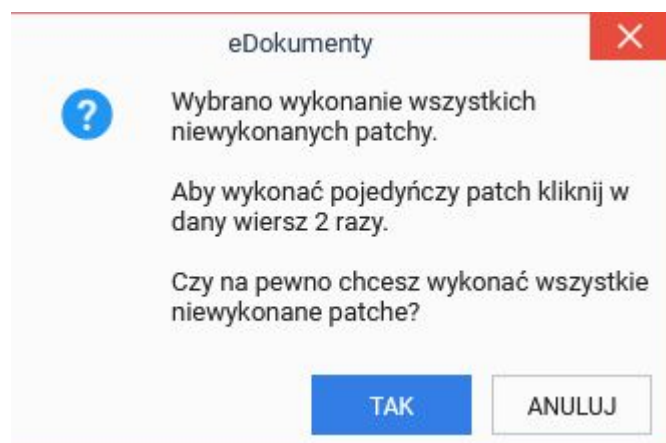 eDokumenty
Wybrano wykonanie wszystkich
niewykonanych patchy.
Aby wykonać pojedyńczy patch kliknij w
dany wiersz 2 razy.
Czy na pewno chcesz wykonać wszystkie
niewykonane patche?
TAK
ANULUJ